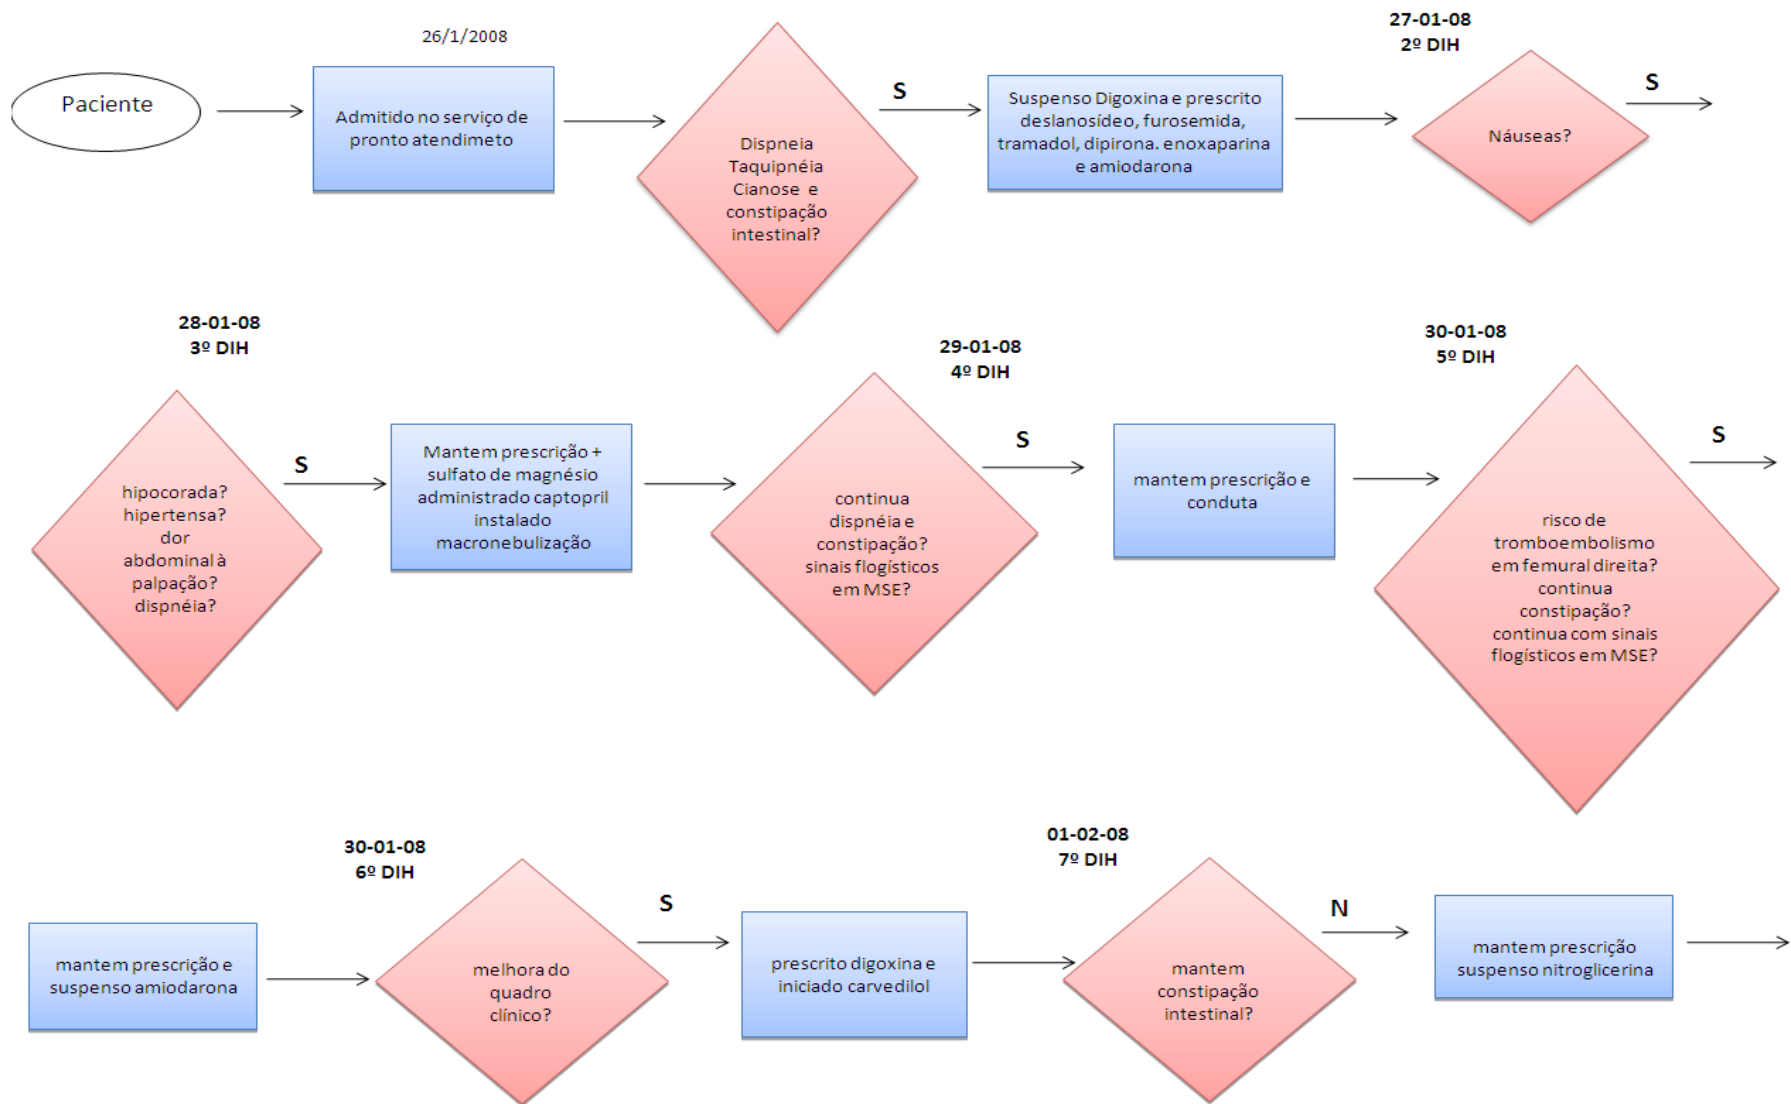 Paciente
26/1/2008
Admitido no serviço de
pronto atendimeto
Dispneia
Taquipnéia
Cianose e
constipação
intestinal?
S
Suspenso Digoxina e prescrito
deslanosídeo, furosemida,
tramadol, dipirona. enoxaparina
e amiodarona
27-01-08
2º DIH
Náuseas?
S
28-01-08
3º DIH
hipocorada?
hipertensa?
dor
abdominal à
palpação?
dispnéia?
S
Mantem prescrição +
sulfato de magnésio
administrado captopril
instalado
macronebulização
29-01-08
4º DIH
continua
dispnéia e
constipação?
sinais flogísticos
em MSE?
S
mantem prescrição e
conduta
30-01-08
5º DIH
risco de
tromboembolismo
em femural direita?
continua
constipação?
continua com sinais
flogísticos em MSE?
S
mantem prescrição e
suspenso amiodarona
30-01-08
6º DIH
melhora do
quadro
clínico?
S
prescrito digoxina e
iniciado carvedilol
01-02-08
7º DIH
mantem
constipação
intestinal?
N
mantem prescrição
suspenso nitroglicerina